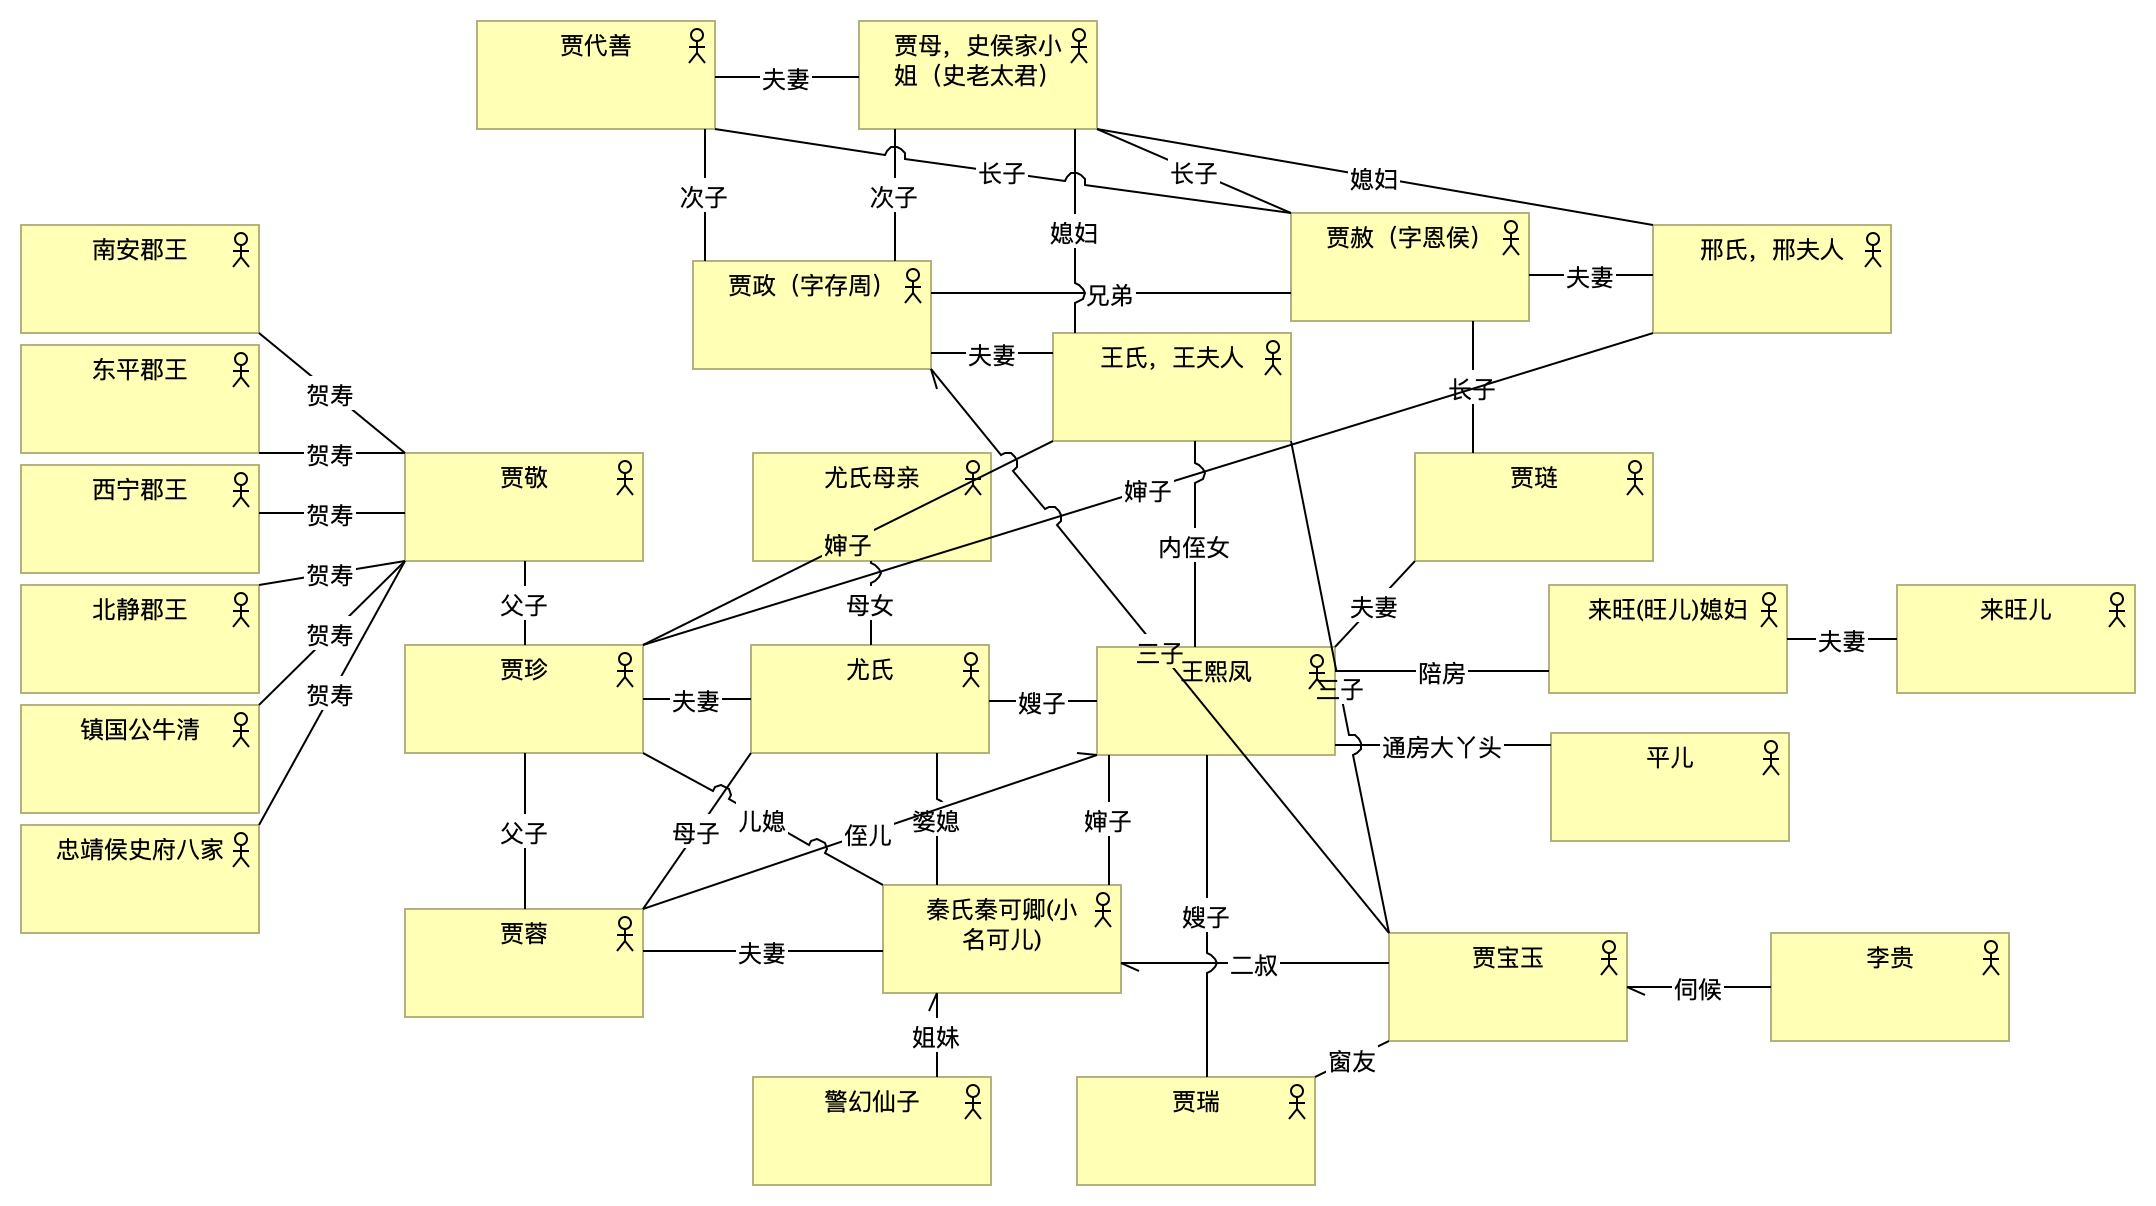 贾代善
夫妻
贾母，史侯家小
姐（史老太君）
次子
次子
长子
长子
媳妇
媳妇
南安郡王
贾政（字存周）
兄弟
贾赦（字恩侯）
夫妻
邢氏，邢夫人
夫妻
王氏，王夫人
东平郡王
贺寿
长子
贺寿
西宁郡王
贾敬
尤氏母亲
婶子
贾琏
贺寿
婶子
内侄女
贺寿
北静郡王
父子
母女
夫妻
来旺(旺儿)媳妇
来旺儿
夫妻
贺寿
三子
贾珍
尤氏
王熙凤
陪房
贺寿
夫妻
嫂子
三子
镇国公牛清
通房大丫头
平儿
父子
母子
儿媳
侄儿
婆媳
婶子
忠靖侯史府八家
贾蓉
夫妻
秦氏秦可卿(小
名可儿)
嫂子
二叔
贾宝玉
伺候
李贵
姐妹
窗友
警幻仙子
贾瑞